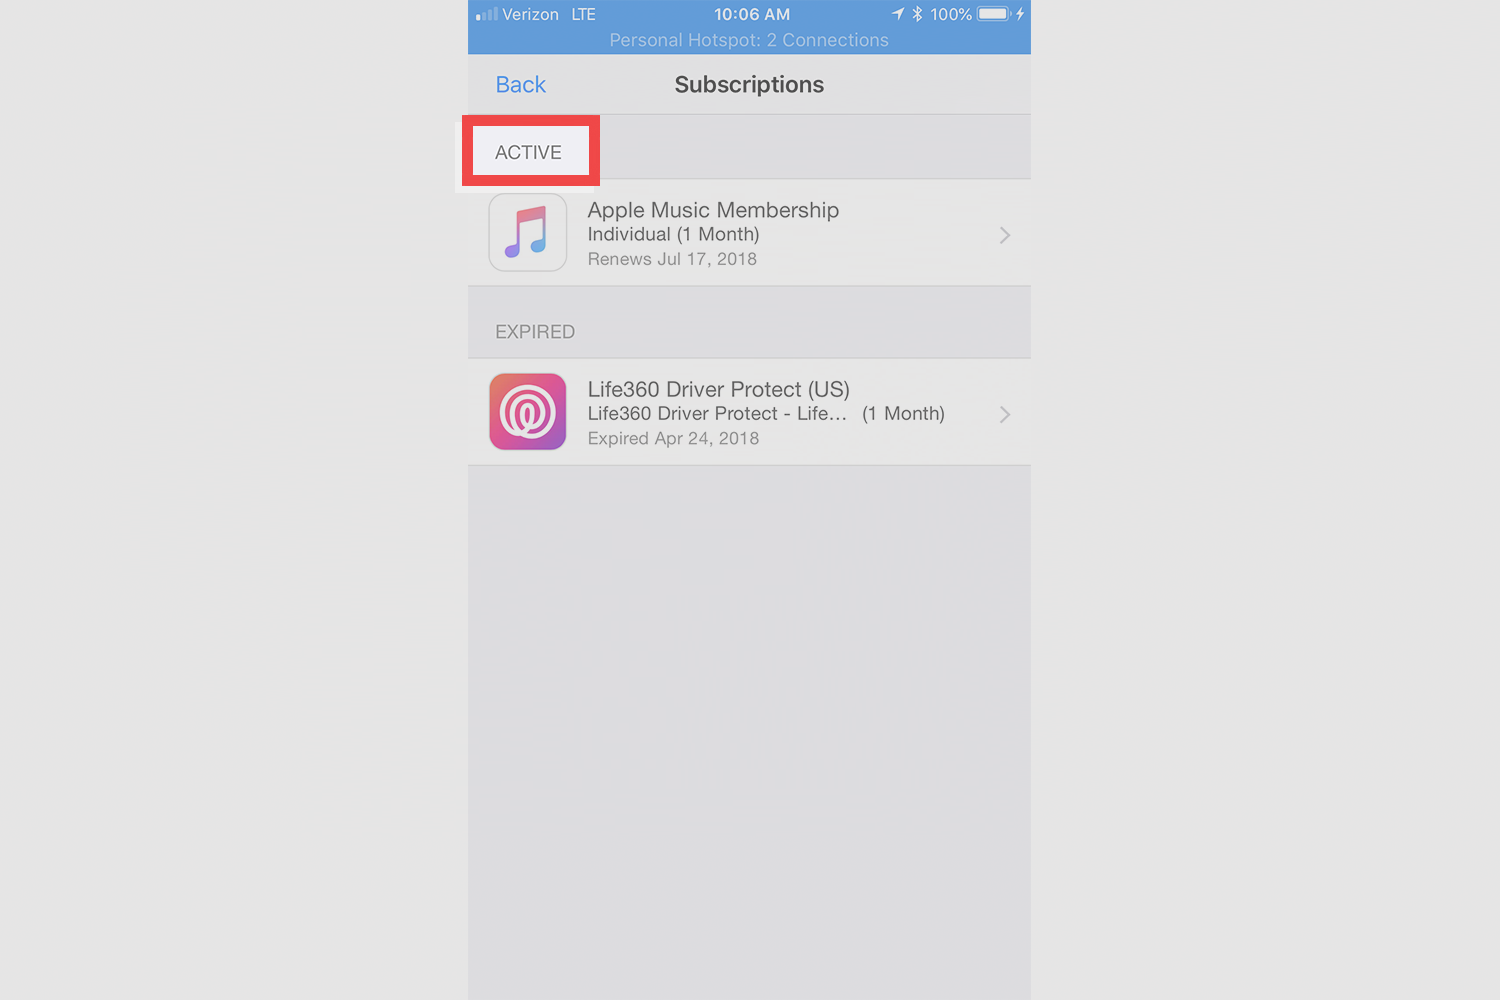 Verizon LTE 10:06 AM 100%
Personal Hotspot: 2 Connections
Back Subscriptions
ACTIVE
Apple Music Membership
Individual (1 Month)
Renews Jul 17, 2018
EXPIRED
Life360 Driver Protect (US)
Life360 Driver Protect - Life... (1 Month)
Expired Apr 24, 2018